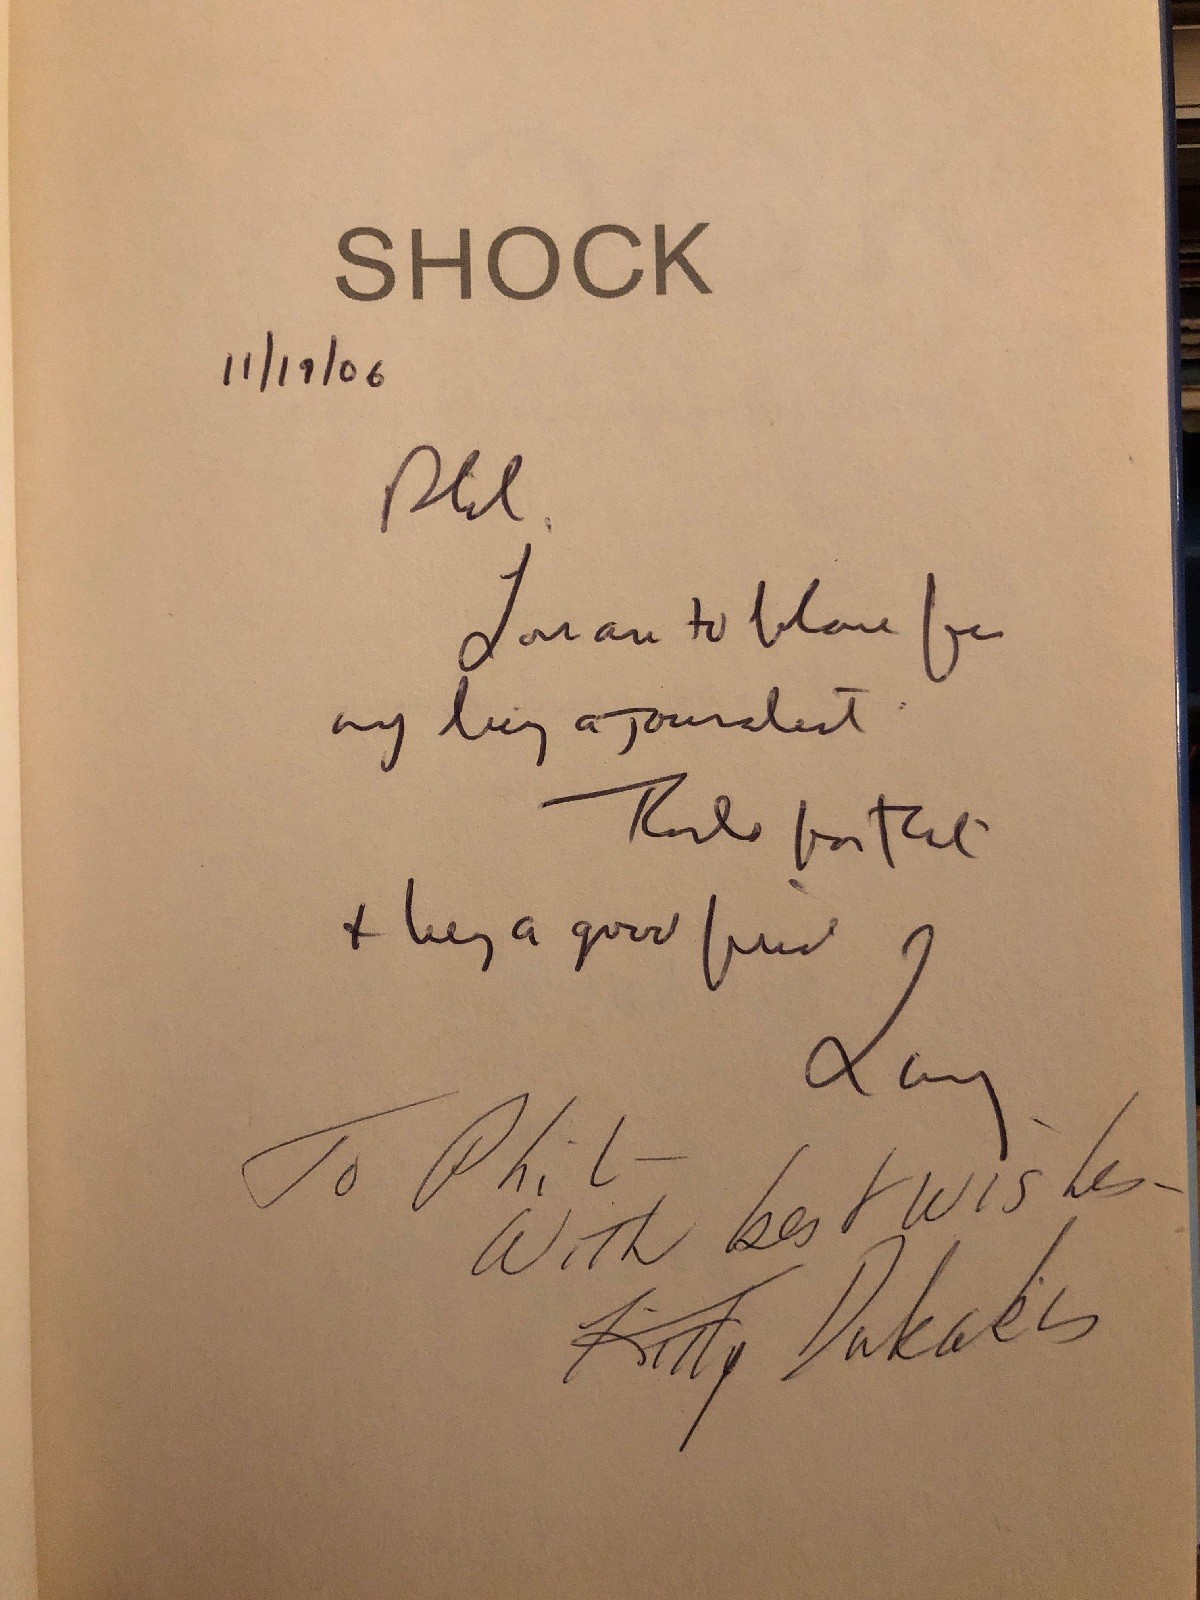 SHOCK
11/19/06
Phil,
You are to blame for
my being a journalist.
Thanks for that
+ being a good friend
Larry
To Phil -
With best wishes -
Kitty Dukakis